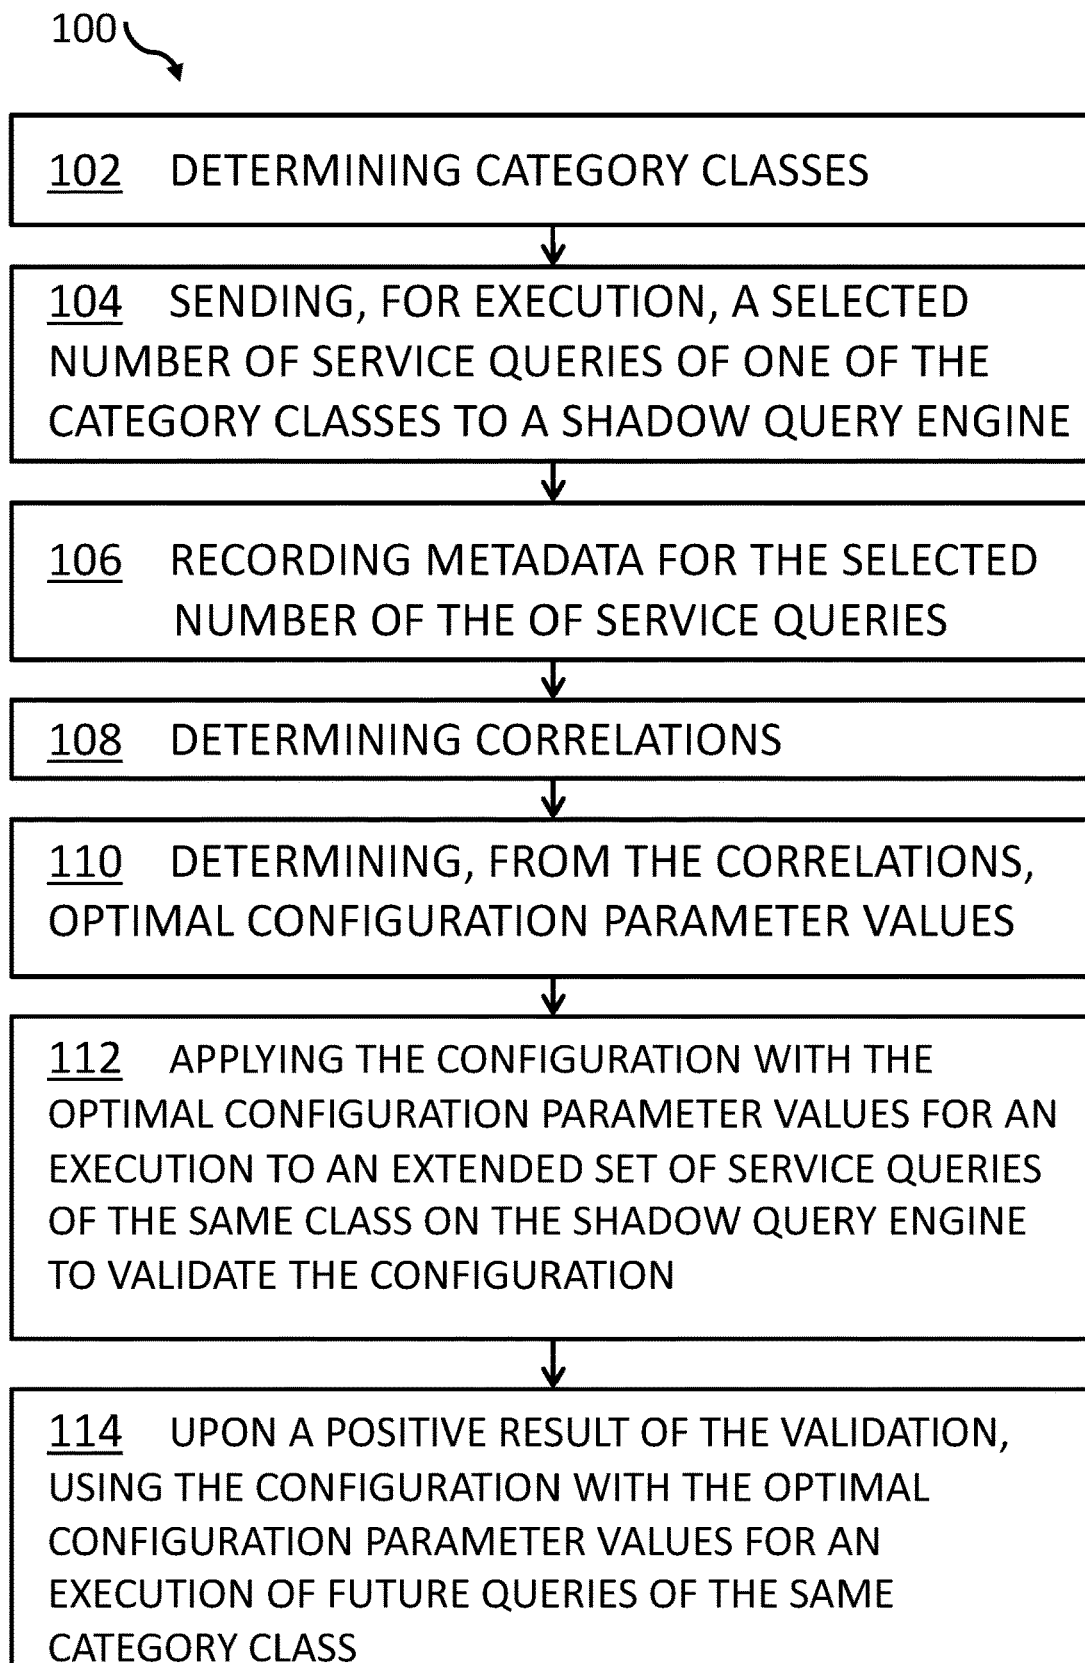 100
102 DETERMINING CATEGORY CLASSES
104 SENDING, FOR EXECUTION, A SELECTED
NUMBER OF SERVICE QUERIES OF ONE OF THE
CATEGORY CLASSES TO A SHADOW QUERY ENGINE
106 RECORDING METADATA FOR THE SELECTED
NUMBER OF THE OF SERVICE QUERIES
108 DETERMINING CORRELATIONS
110 DETERMINING, FROM THE CORRELATIONS,
OPTIMAL CONFIGURATION PARAMETER VALUES
112 APPLYING THE CONFIGURATION WITH THE
OPTIMAL CONFIGURATION PARAMETER VALUES FOR AN
EXECUTION TO AN EXTENDED SET OF SERVICE QUERIES
OF THE SAME CLASS ON THE SHADOW QUERY ENGINE
TO VALIDATE THE CONFIGURATION
114 UPON A POSITIVE RESULT OF THE VALIDATION,
USING THE CONFIGURATION WITH THE OPTIMAL
CONFIGURATION PARAMETER VALUES FOR AN
EXECUTION OF FUTURE QUERIES OF THE SAME
CATEGORY CLASS